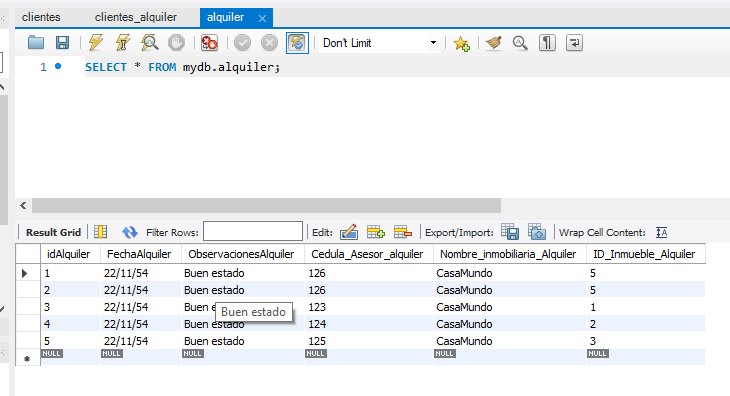 clientes clientes_alquiler alquiler
Don't Limit
1 SELECT * FROM mydb.alquiler;
Result Grid Filter Rows: Edit: Export/Import: Wrap Cell Content:
idAlquiler FechaAlquiler ObservacionesAlquiler Cedula_Asesor_alquiler Nombre_inmobiliaria_Alquiler ID_Inmueble_Alquiler
1 22/11/54 Buen estado 126 CasaMundo 5
2 22/11/54 Buen estado 126 CasaMundo 5
3 22/11/54 Buen estado 123 CasaMundo 1
Buen estado
4 22/11/54 Buen estado 124 CasaMundo 2
5 22/11/54 Buen estado 125 CasaMundo 3
NULL NULL NULL NULL NULL NULL